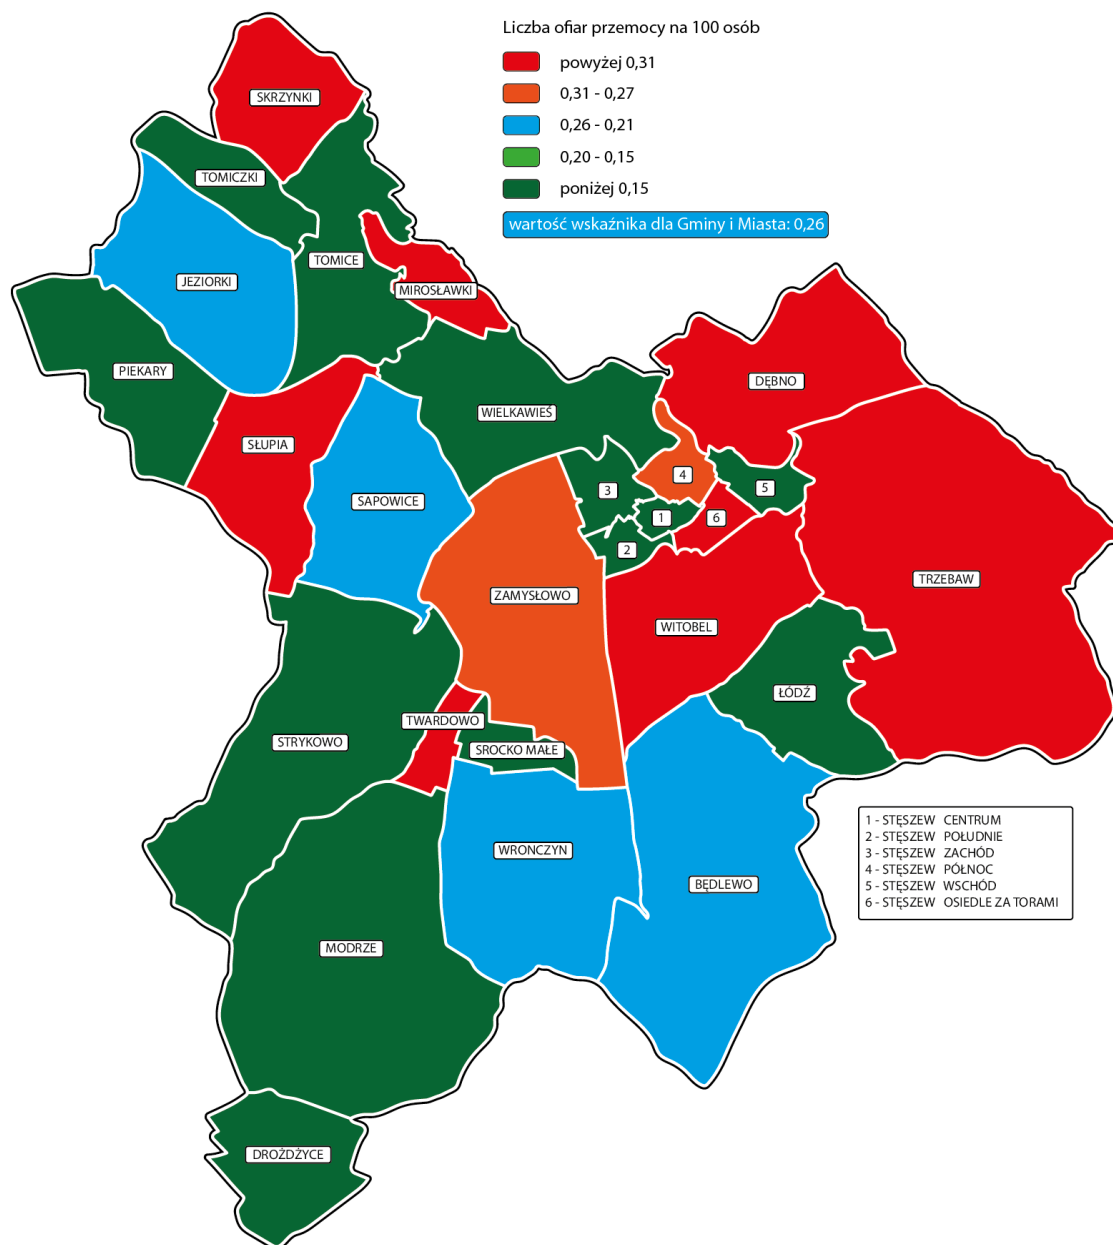 Liczba ofiar przemocy na 100 osób
powyżej 0,31
0,31 - 0,27
0,26 - 0,21
0,20 - 0,15
poniżej 0,15
wartość wskaźnika dla Gminy i Miasta: 0,26
SKRZYNKI
TOMICZKI
TOMICE
JEZIORKI
MIROSŁAWKI
PIEKARY
DĘBNO
WIELKAWIEŚ
SŁUPIA
4
5
3
SAPOWICE
1
6
2
TRZEBAW
ZAMYSŁOWO
WITOBEL
ŁÓDŹ
TWARDOWO
STRYKOWO
SROCKO MAŁE
WRONCZYN
BĘDLEWO
MODRZE
DROŻDŻYCE
1 - STĘSZEW CENTRUM
2 - STĘSZEW POŁUDNIE
3 - STĘSZEW ZACHÓD
4 - STĘSZEW PÓŁNOC
5 - STĘSZEW WSCHÓD
6 - STĘSZEW OSIEDLE ZA TORAMI